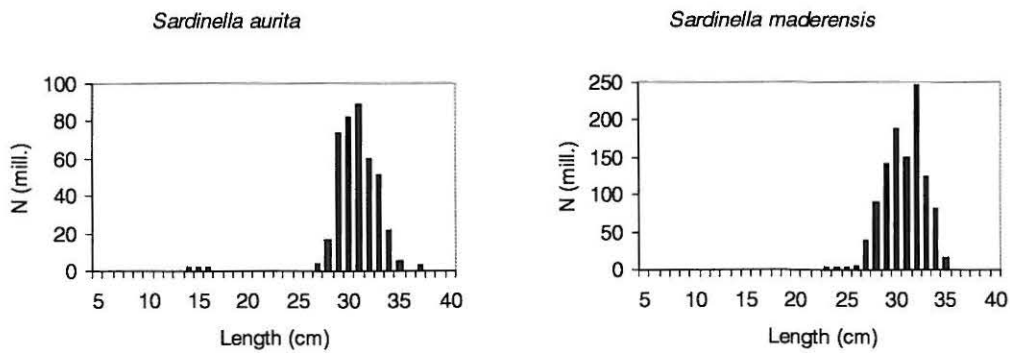 Sardinella aurita
N (mill.)
100
80
60
40
20
0
5 10 15 20 25 30 35 40
Length (cm)
Sardinella maderensis
N (mill.)
250
200
150
100
50
0
5 10 15 20 25 30 35 40
Length (cm)